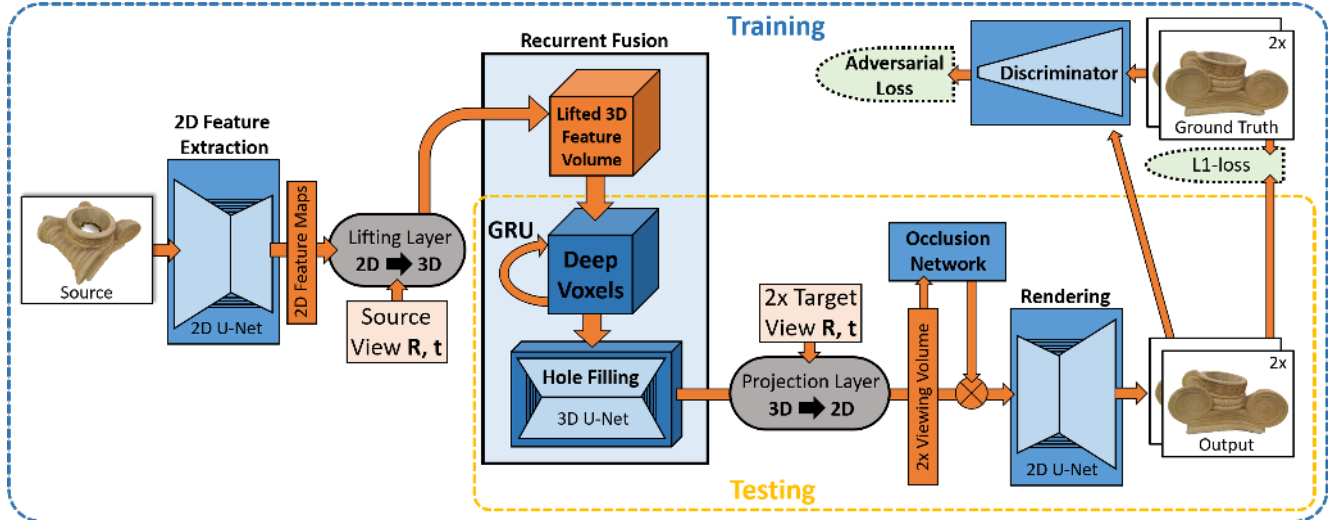 Training
Recurrent Fusion
2D Feature
Extraction
Source
2D U-Net
2D Feature Maps
Lifting Layer
2D 3D
Source
View R, t
Lifted 3D
Feature
Volume
GRU
Deep
Voxels
Hole Filling
3D U-Net
2x Target
View R, t
Projection Layer
3D 2D
2x Viewing Volume
Occlusion
Network
Rendering
2D U-Net
2x
Output
Adversarial
Loss
Discriminator
2x
Ground Truth
L1-loss
Testing